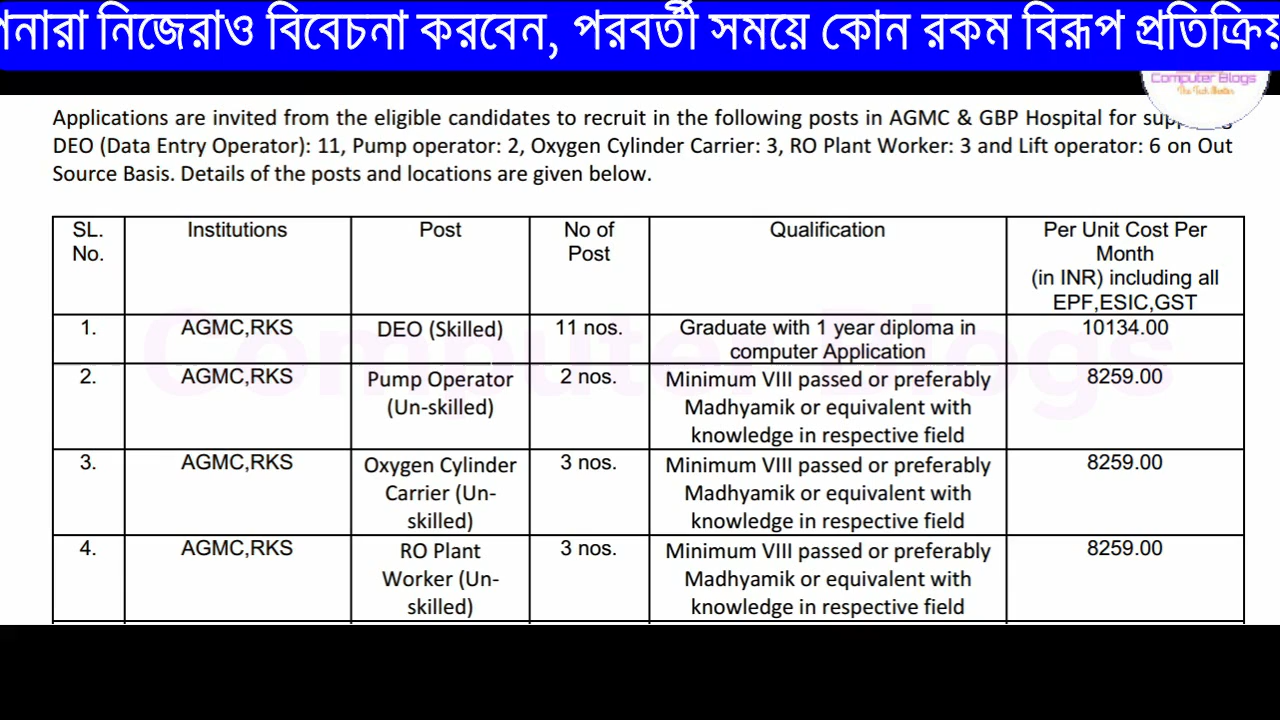 নিজেরাও বিবেচনা করবেন, পরবর্তী সময়ে কোন রকম বিরূপ
Computer Blogs
The Tech Mentor
Applications are invited from the eligible candidates to recruit in the following posts in AGMC & GBP Hospital for
DEO (Data Entry Operator): 11, Pump operator: 2, Oxygen Cylinder Carrier: 3, RO Plant Worker: 3 and Lift operator: 6 on Out
Source Basis. Details of the posts and locations are given below.
SL. No. Institutions Post No of Post Qualification Per Unit Cost Per Month (in INR) including all EPF,ESIC,GST
1. AGMC,RKS DEO (Skilled) 11 nos. Graduate with 1 year diploma in computer Application 10134.00
2. AGMC,RKS Pump Operator (Un-skilled) 2 nos. Minimum VIII passed or preferably Madhyamik or equivalent with knowledge in respective field 8259.00
3. AGMC,RKS Oxygen Cylinder Carrier (Un-skilled) 3 nos. Minimum VIII passed or preferably Madhyamik or equivalent with knowledge in respective field 8259.00
4. AGMC,RKS RO Plant Worker (Un-skilled) 3 nos. Minimum VIII passed or preferably Madhyamik or equivalent with knowledge in respective field 8259.00
Computer Blogs